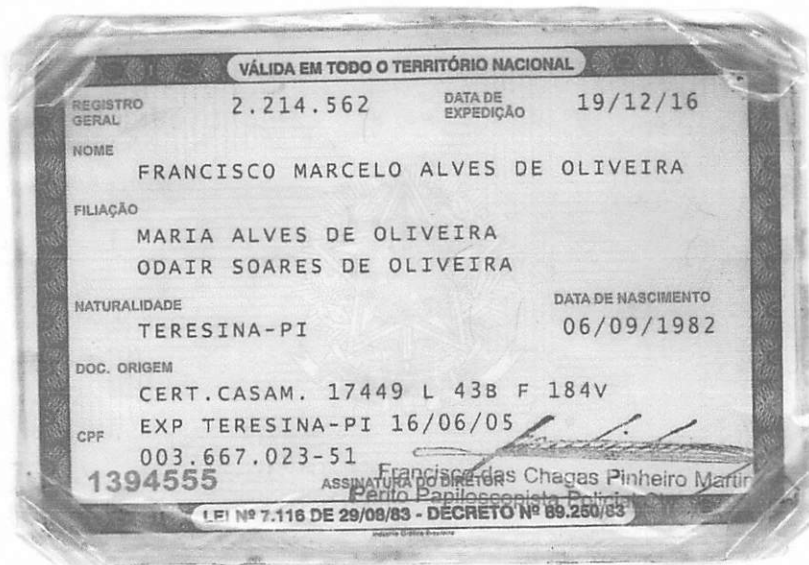 VÁLIDA EM TODO O TERRITÓRIO NACIONAL
REGISTRO GERAL 2.214.562 DATA DE EXPEDIÇÃO 19/12/16
NOME
FRANCISCO MARCELO ALVES DE OLIVEIRA
FILIAÇÃO
MARIA ALVES DE OLIVEIRA
ODAIR SOARES DE OLIVEIRA
NATURALIDADE DATA DE NASCIMENTO
TERESINA-PI 06/09/1982
DOC. ORIGEM
CERT.CASAM. 17449 L 43B F 184V
EXP TERESINA-PI 16/06/05
CPF
003.667.023-51
1394555 ASSINATURA DO DIRETOR
Francisco das Chagas Pinheiro Martin
Perito Papiloscopista Policial
LEI Nº 7.116 DE 29/08/83 - DECRETO Nº 89.250/83